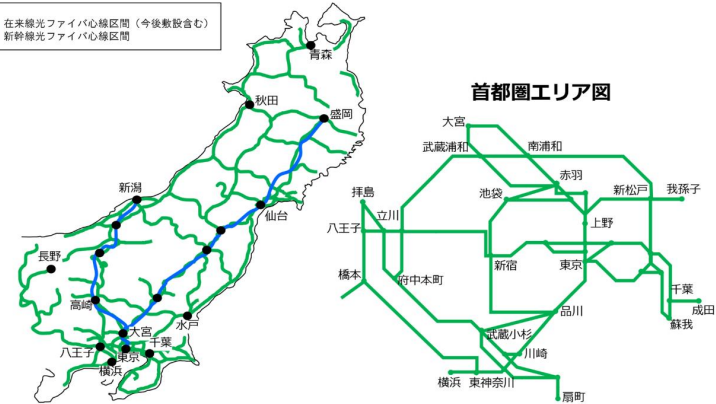 在来線光ファイバ心線区間（今後敷設含む）
新幹線光ファイバ心線区間
青森
秋田
盛岡
新潟
仙台
長野
高崎
水戸
大宮
八王子
千葉
東京
横浜
首都圏エリア図
大宮
武蔵浦和
南浦和
赤羽
拝島
池袋
新松戸
我孫子
立川
上野
八王子
新宿
東京
橋本
府中本町
千葉
成田
品川
蘇我
武蔵小杉
川崎
横浜
東神奈川
扇町